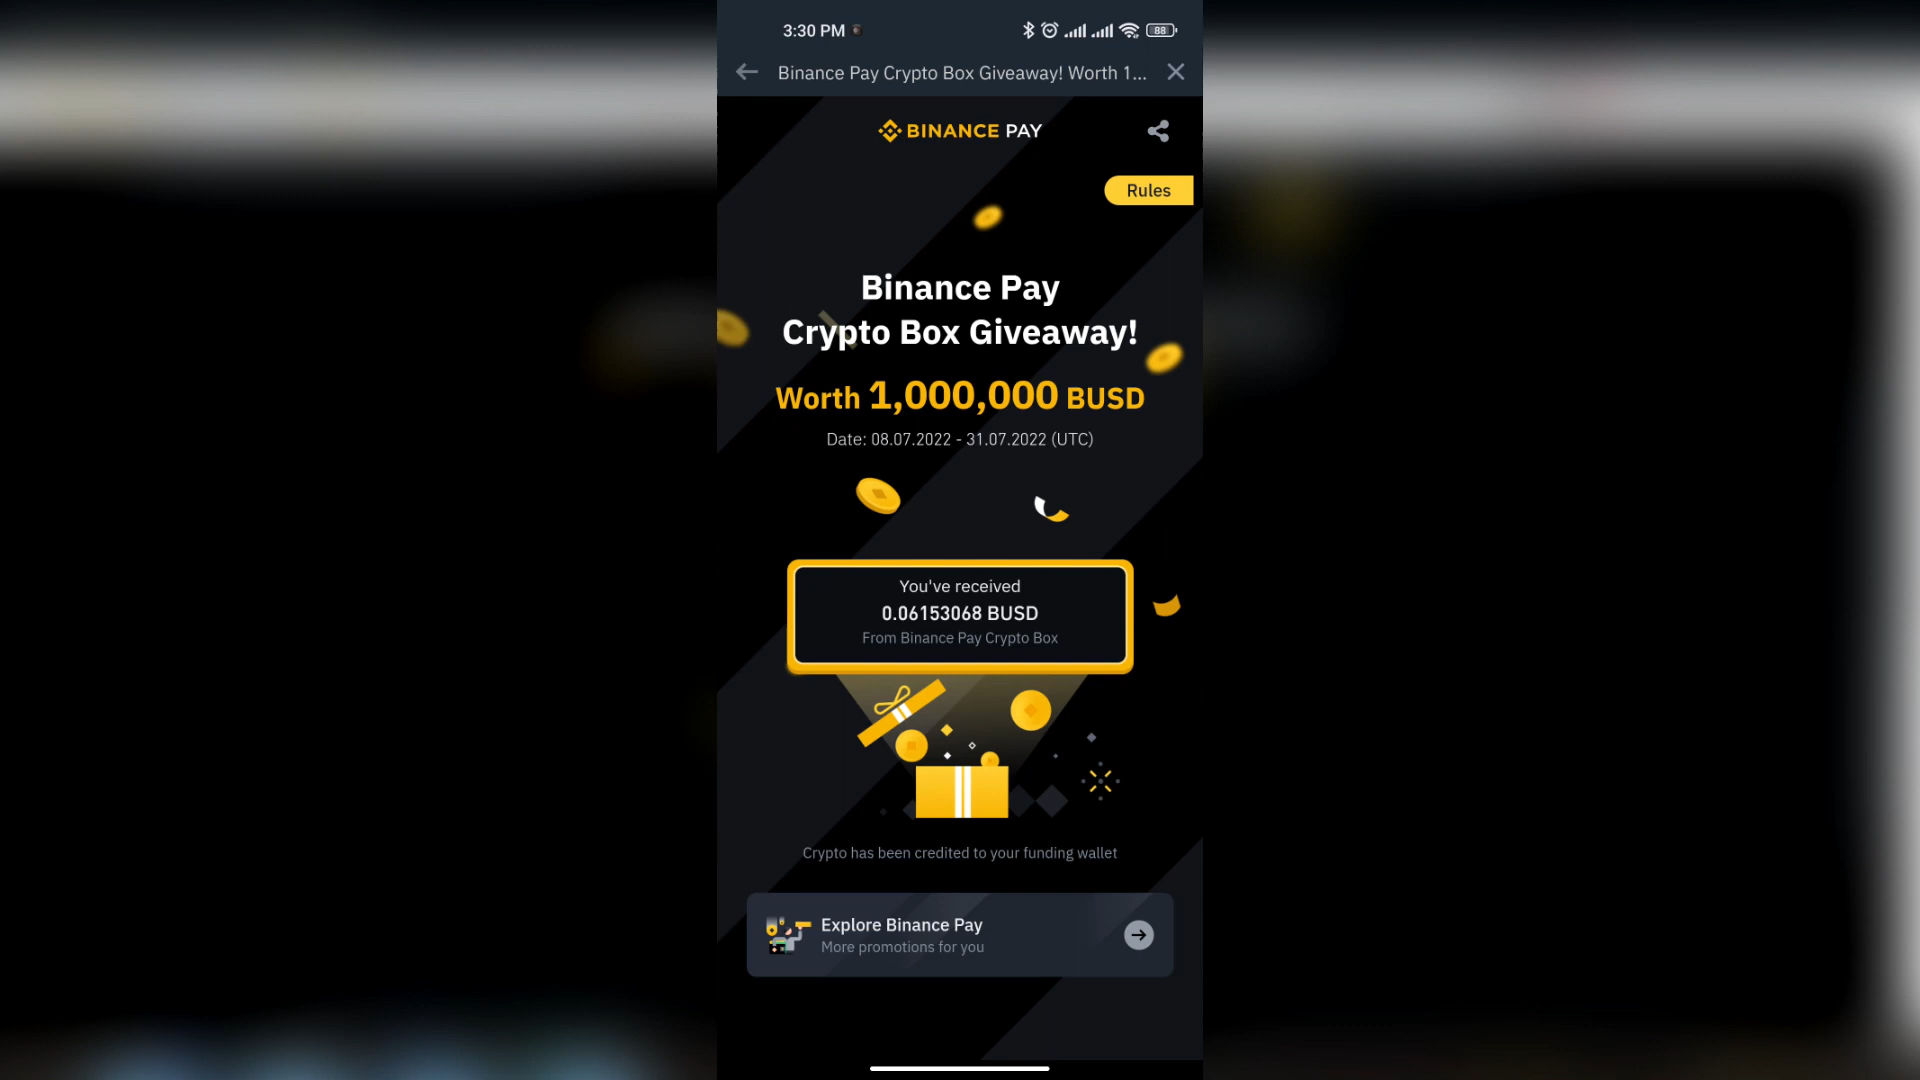 3:30 PM
88
Binance Pay Crypto Box Giveaway! Worth 1...
BINANCE PAY
Rules
Binance Pay
Crypto Box Giveaway!
Worth 1,000,000 BUSD
Date: 08.07.2022 - 31.07.2022 (UTC)
You've received
0.06153068 BUSD
From Binance Pay Crypto Box
Crypto has been credited to your funding wallet
Explore Binance Pay
More promotions for you